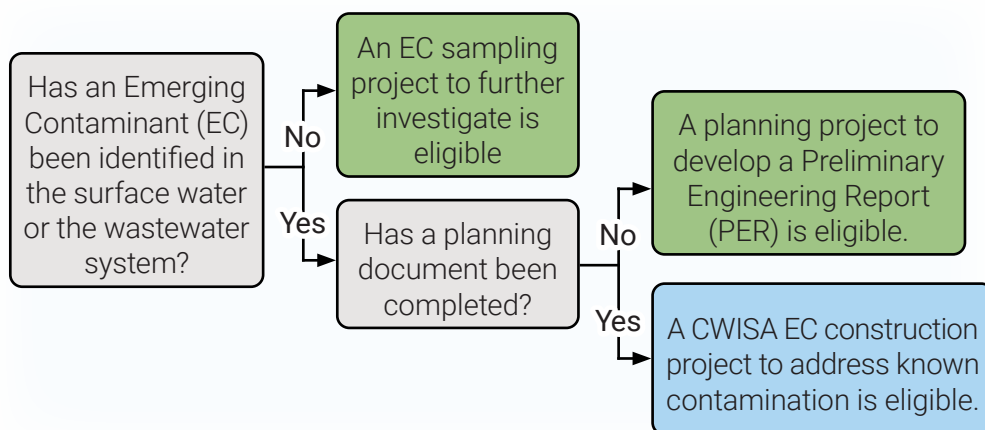 Has an Emerging
Contaminant (EC)
been identified in
the surface water
or the wastewater
system?
No
An EC sampling
project to further
investigate is
eligible
Yes
Has a planning
document been
completed?
No
A planning project to
develop a Preliminary
Engineering Report
(PER) is eligible.
Yes
A CWISA EC construction
project to address known
contamination is eligible.